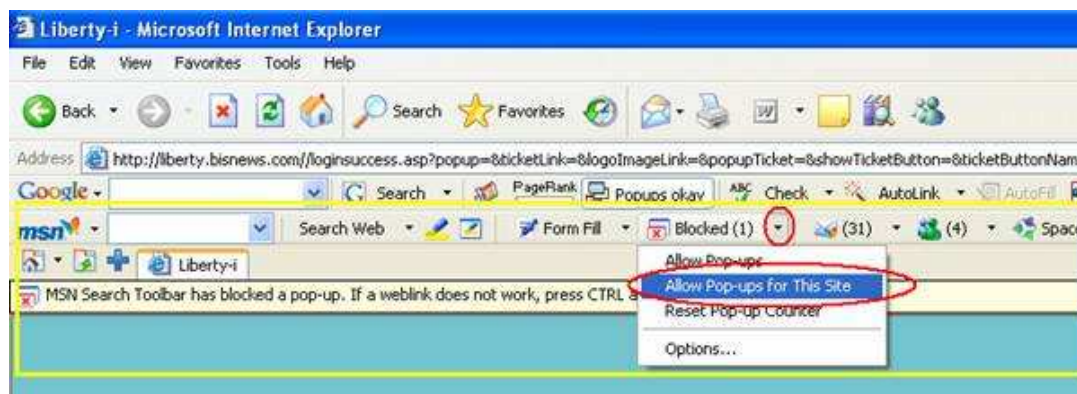 Liberty-i - Microsoft Internet Explorer
File Edit View Favorites Tools Help
Back Search Favorites
Address http://liberty.bisnews.com//loginsuccess.asp?popup=&ticketLink=&logoImageLink=&popupTicket=&showTicketButton=&ticketButtonNam
Google Search PageRank Popups okay ABC Check AutoLink AutoFill
msn Search Web Form Fill Blocked (1) (31) (4) Space
Liberty-i
Allow Pop-ups
MSN Search Toolbar has blocked a pop-up. If a weblink does not work, press CTRL a
Allow Pop-ups for This Site
Reset Pop-up Counter
Options...